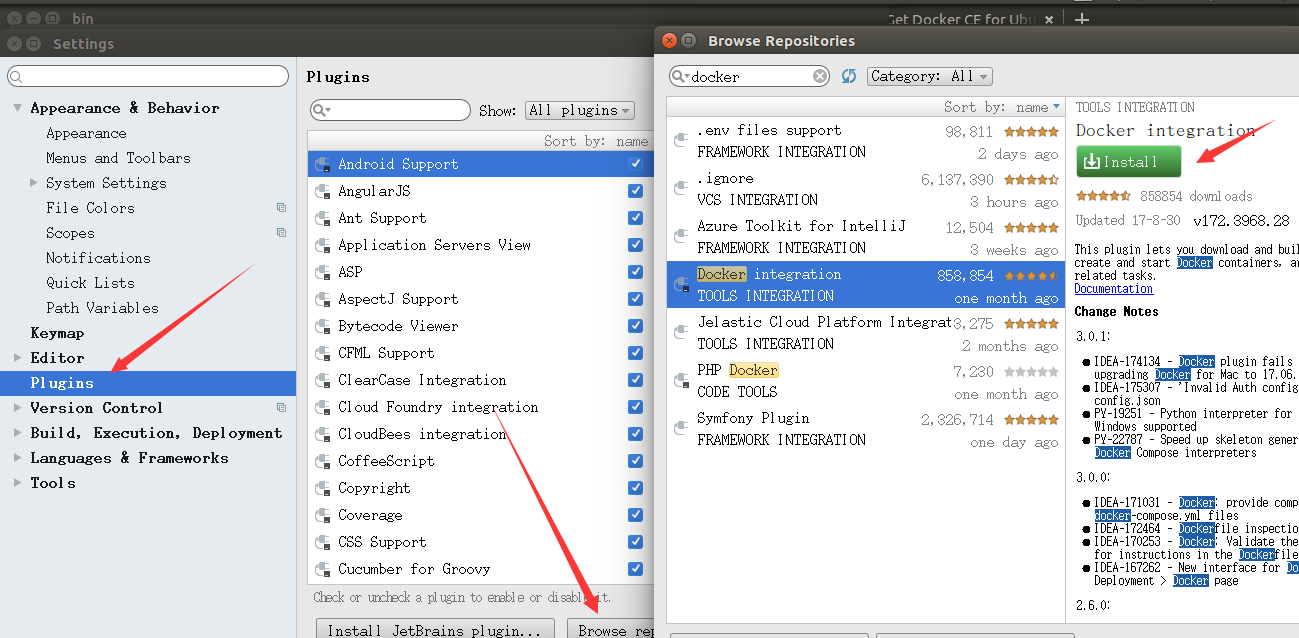 bin
Get Docker CE for Ubu
Settings
Appearance & Behavior
Appearance
Menus and Toolbars
System Settings
File Colors
Scopes
Notifications
Quick Lists
Path Variables
Keymap
Editor
Plugins
Version Control
Build, Execution, Deployment
Languages & Frameworks
Tools
Plugins
Show: All plugins
Sort by: name
Android Support
AngularJS
Ant Support
Application Servers View
ASP
AspectJ Support
Bytecode Viewer
CFML Support
ClearCase Integration
Cloud Foundry integration
CloudBees integration
CoffeeScript
Copyright
Coverage
CSS Support
Cucumber for Groovy
Check or uncheck a plugin to enable or disable it.
Install JetBrains plugin... Browse rep
Browse Repositories
docker Category: All
Sort by: name
.env files support 98,811
FRAMEWORK INTEGRATION 2 days ago
.ignore 6,137,390
VCS INTEGRATION 3 hours ago
Azure Toolkit for IntelliJ 12,504
FRAMEWORK INTEGRATION 3 weeks ago
Docker integration 858,854
TOOLS INTEGRATION one month ago
Jelastic Cloud Platform Integrat 3,275
TOOLS INTEGRATION 2 months ago
PHP Docker 7,230
CODE TOOLS one month ago
Symfony Plugin 2,326,714
FRAMEWORK INTEGRATION one day ago
TOOLS INTEGRATION
Docker integration
Install
858854 downloads
Updated 17-8-30 v172.3968.28
This plugin lets you download and buil
create and start Docker containers, an
related tasks.
Documentation
Change Notes
3.0.1:
IDEA-174134 - Docker plugin fails
upgrading Docker for Mac to 17.06.
IDEA-175307 - 'Invalid Auth config
config.json
PY-19251 - Python interpreter for
Windows supported
PY-22787 - Speed up skeleton gener
Docker Compose interpreters
3.0.0:
IDEA-171031 - Docker: provide comp
docker-compose.yml files
IDEA-172464 - Dockerfile inspectio
IDEA-170253 - Docker: Validate the
for instructions in the Dockerfile
IDEA-167262 - New interface for Do
Deployment > Docker page
2.6.0: